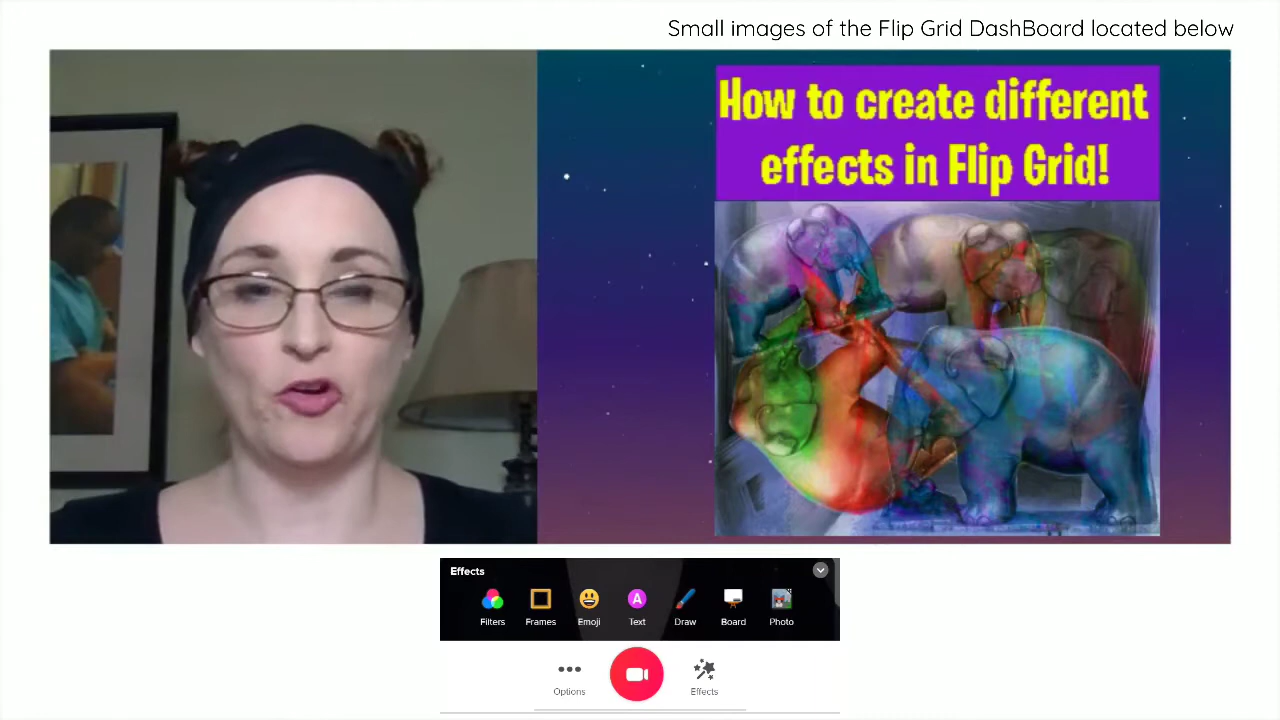 Small images of the Flip Grid DashBoard located below
How to create different
effects in Flip Grid!
Effects
Filters Frames Emoji Text Draw Board Photo
Options Effects